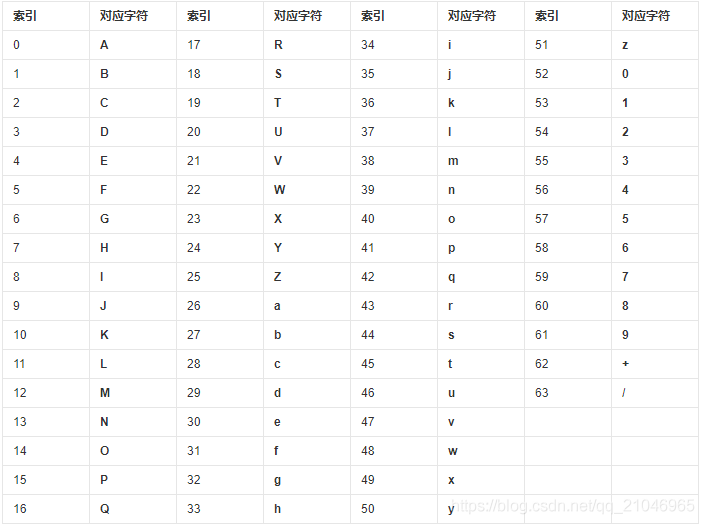 索引 对应字符 索引 对应字符 索引 对应字符 索引 对应字符
0 A 17 R 34 i 51 z
1 B 18 S 35 j 52 0
2 C 19 T 36 k 53 1
3 D 20 U 37 l 54 2
4 E 21 V 38 m 55 3
5 F 22 W 39 n 56 4
6 G 23 X 40 o 57 5
7 H 24 Y 41 p 58 6
8 I 25 Z 42 q 59 7
9 J 26 a 43 r 60 8
10 K 27 b 44 s 61 9
11 L 28 c 45 t 62 +
12 M 29 d 46 u 63 /
13 N 30 e 47 v
14 O 31 f 48 w
15 P 32 g 49 x
16 Q 33 h 50 y
https://blog.csdn.net/qq_21046965